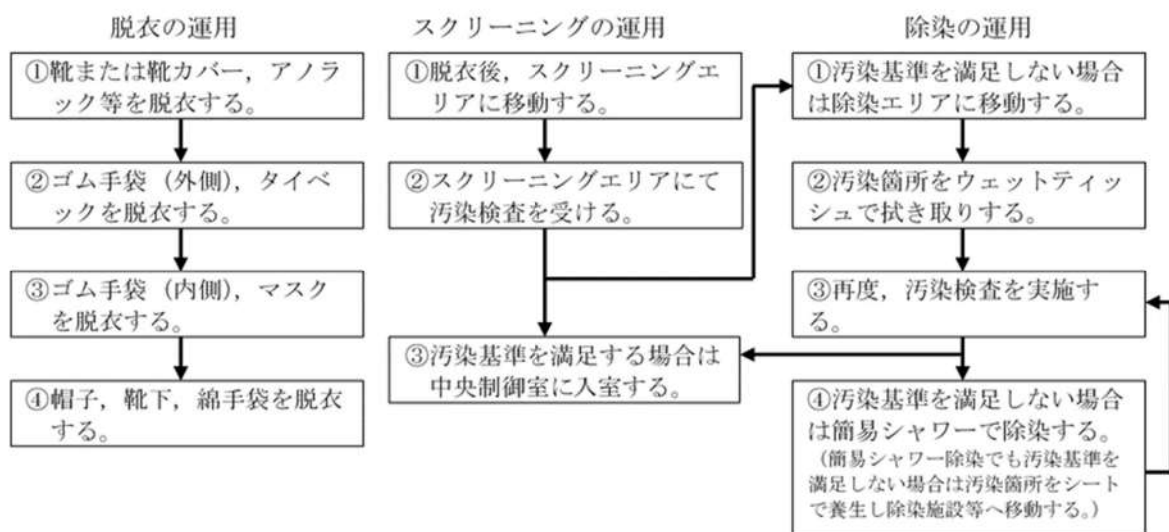 脱衣の運用
①靴または靴カバー，アノラ
ック等を脱衣する。
②ゴム手袋（外側），タイベ
ックを脱衣する。
③ゴム手袋（内側），マスク
を脱衣する。
④帽子，靴下，綿手袋を脱衣
する。
スクリーニングの運用
①脱衣後，スクリーニングエ
リアに移動する。
②スクリーニングエリアにて
汚染検査を受ける。
③汚染基準を満足する場合は
中央制御室に入室する。
除染の運用
①汚染基準を満足しない場合
は除染エリアに移動する。
②汚染箇所をウェットティッ
シュで拭き取りする。
③再度，汚染検査を実施す
る。
④汚染基準を満足しない場合
は簡易シャワーで除染する。
（簡易シャワー除染でも汚染基準を
満足しない場合は汚染箇所をシート
で養生し除染施設等へ移動する。）